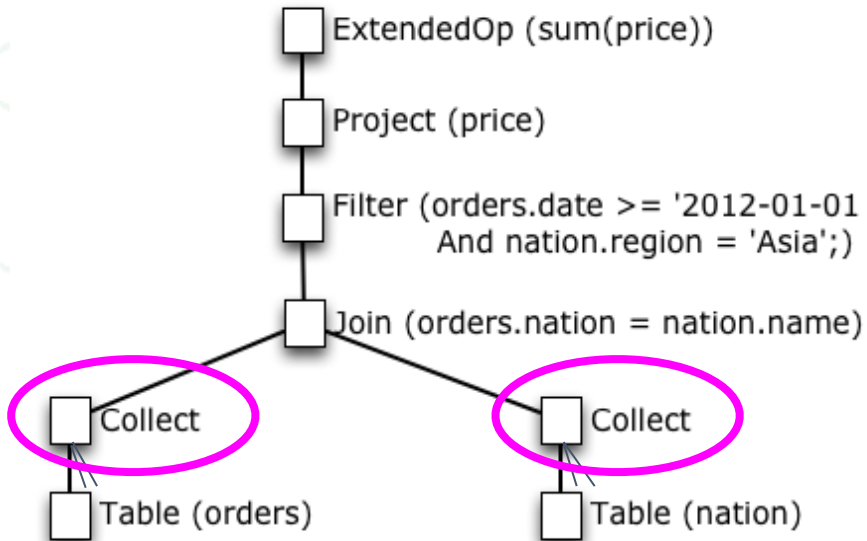 ExtendedOp (sum(price))
Project (price)
Filter (orders.date >= '2012-01-01
And nation.region = 'Asia';)
Join (orders.nation = nation.name)
Collect
Collect
Table (orders)
Table (nation)